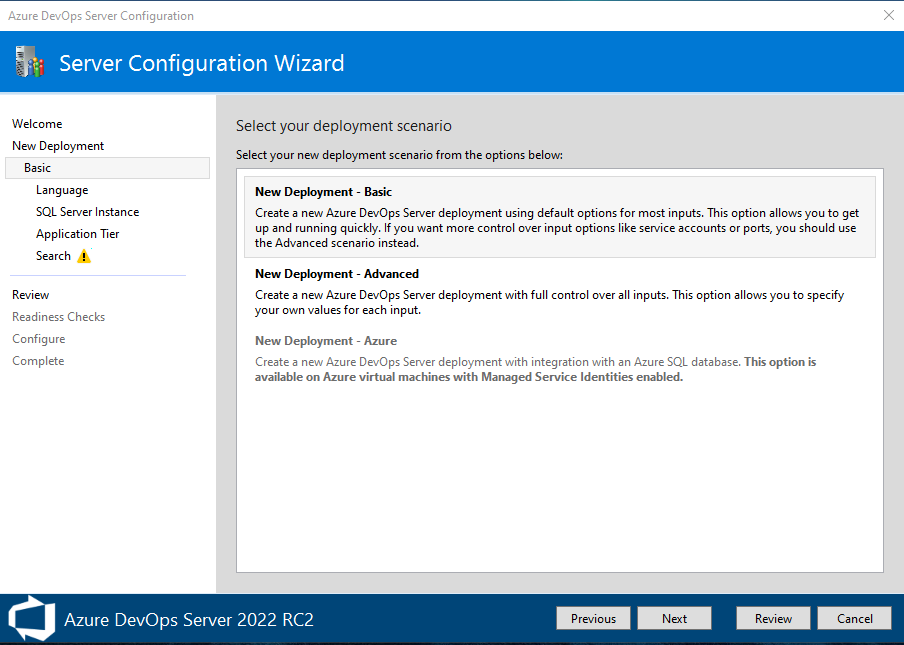 Azure DevOps Server Configuration
Server Configuration Wizard
Welcome
New Deployment
Basic
Language
SQL Server Instance
Application Tier
Search
Review
Readiness Checks
Configure
Complete
Select your deployment scenario
Select your new deployment scenario from the options below:
New Deployment - Basic
Create a new Azure DevOps Server deployment using default options for most inputs. This option allows you to get
up and running quickly. If you want more control over input options like service accounts or ports, you should use
the Advanced scenario instead.
New Deployment - Advanced
Create a new Azure DevOps Server deployment with full control over all inputs. This option allows you to specify
your own values for each input.
New Deployment - Azure
Create a new Azure DevOps Server deployment with integration with an Azure SQL database. This option is
available on Azure virtual machines with Managed Service Identities enabled.
Azure DevOps Server 2022 RC2
Previous
Next
Review
Cancel